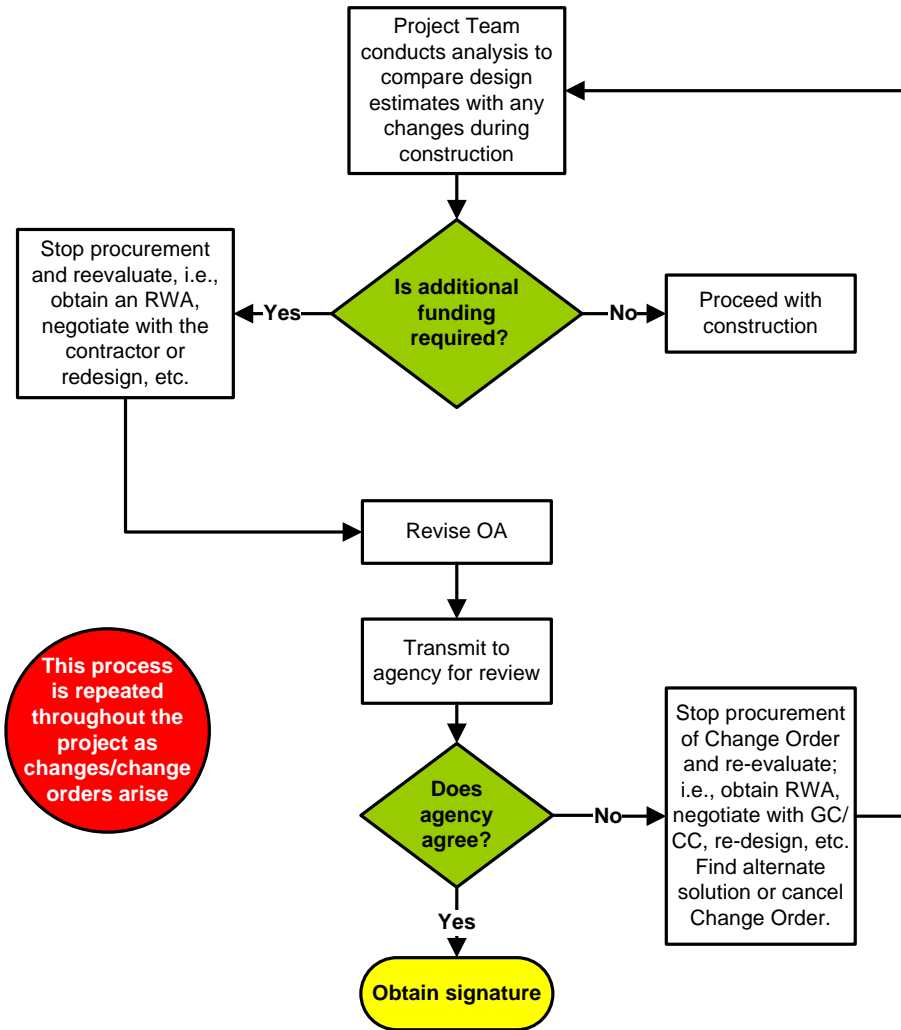 Project Team
conducts analysis to
compare design
estimates with any
changes during
construction
Stop procurement
and reevaluate, i.e.,
obtain an RWA,
negotiate with the
contractor or
redesign, etc.
Yes
Is additional
funding
required?
No
Proceed with
construction
Revise OA
Transmit to
agency for review
This process
is repeated
throughout the
project as
changes/change
orders arise
Does
agency
agree?
No
Stop procurement
of Change Order
and re-evaluate;
i.e., obtain RWA,
negotiate with GC/
CC, re-design, etc.
Find alternate
solution or cancel
Change Order.
Yes
Obtain signature